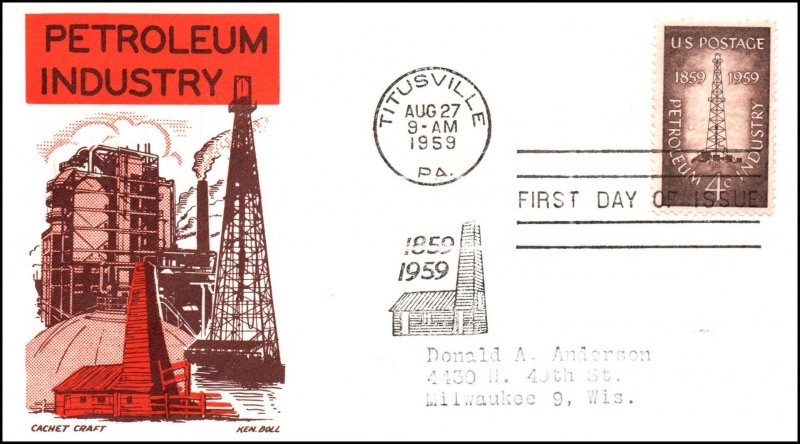 PETROLEUM
INDUSTRY
CACHET CRAFT
KEN BOLL
TITUSVILLE
AUG 27
9-AM
1959
PA.
1859
1959
U.S. POSTAGE
1859 1959
PETROLEUM INDUSTRY
4¢
FIRST DAY OF ISSUE
Donald A. Anderson
4430 N. 40th St.
Milwaukee 9, Wis.